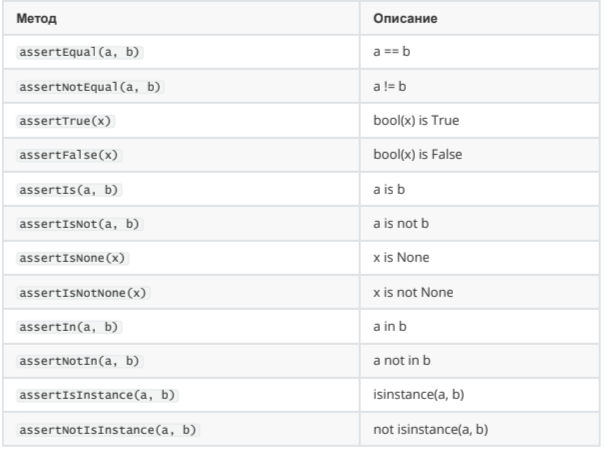 Метод Описание
assertEqual(a, b) a == b
assertNotEqual(a, b) a != b
assertTrue(x) bool(x) is True
assertFalse(x) bool(x) is False
assertIs(a, b) a is b
assertIsNot(a, b) a is not b
assertIsNone(x) x is None
assertIsNotNone(x) x is not None
assertIn(a, b) a in b
assertNotIn(a, b) a not in b
assertIsInstance(a, b) isinstance(a, b)
assertNotIsInstance(a, b) not isinstance(a, b)